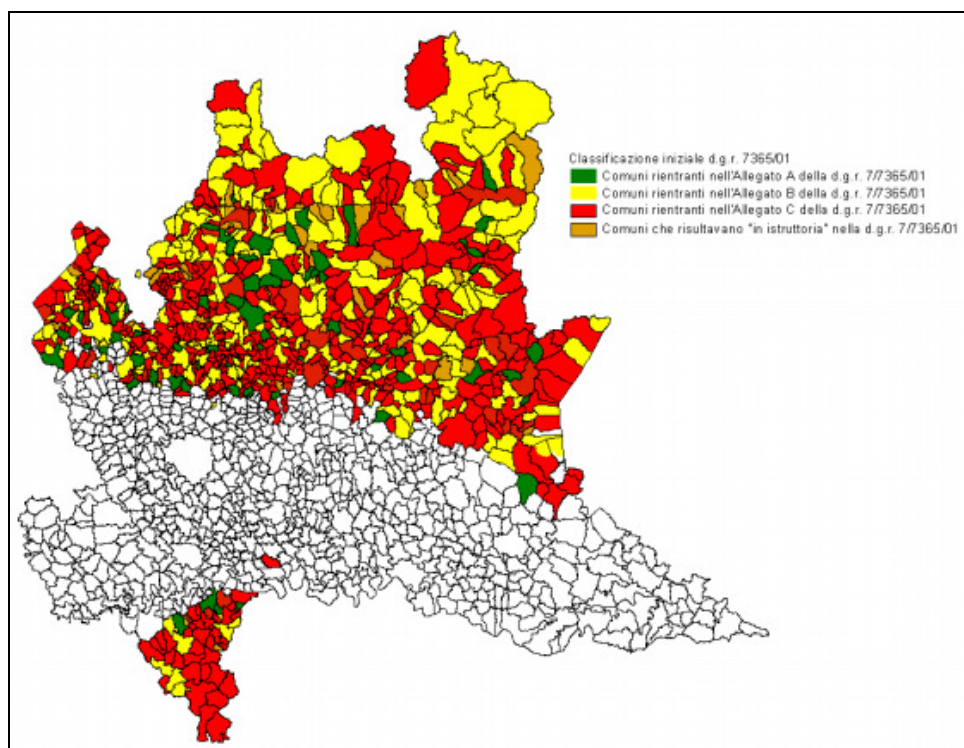 Classificazione iniziale d.g.r. 7365/01
Comuni rientranti nell'Allegato A della d.g.r. 7/7365/01
Comuni rientranti nell'Allegato B della d.g.r. 7/7365/01
Comuni rientranti nell'Allegato C della d.g.r. 7/7365/01
Comuni che risultavano "in istruttoria" nella d.g.r. 7/7365/01